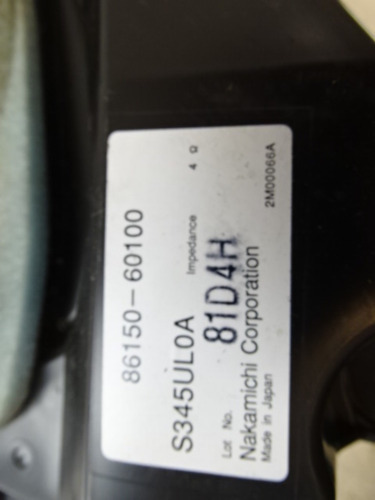 86150-60100
S345UL0A Impedance 4 Ω
Lot No. 81D4H
Nakamichi Corporation
Made in Japan 2M00066A